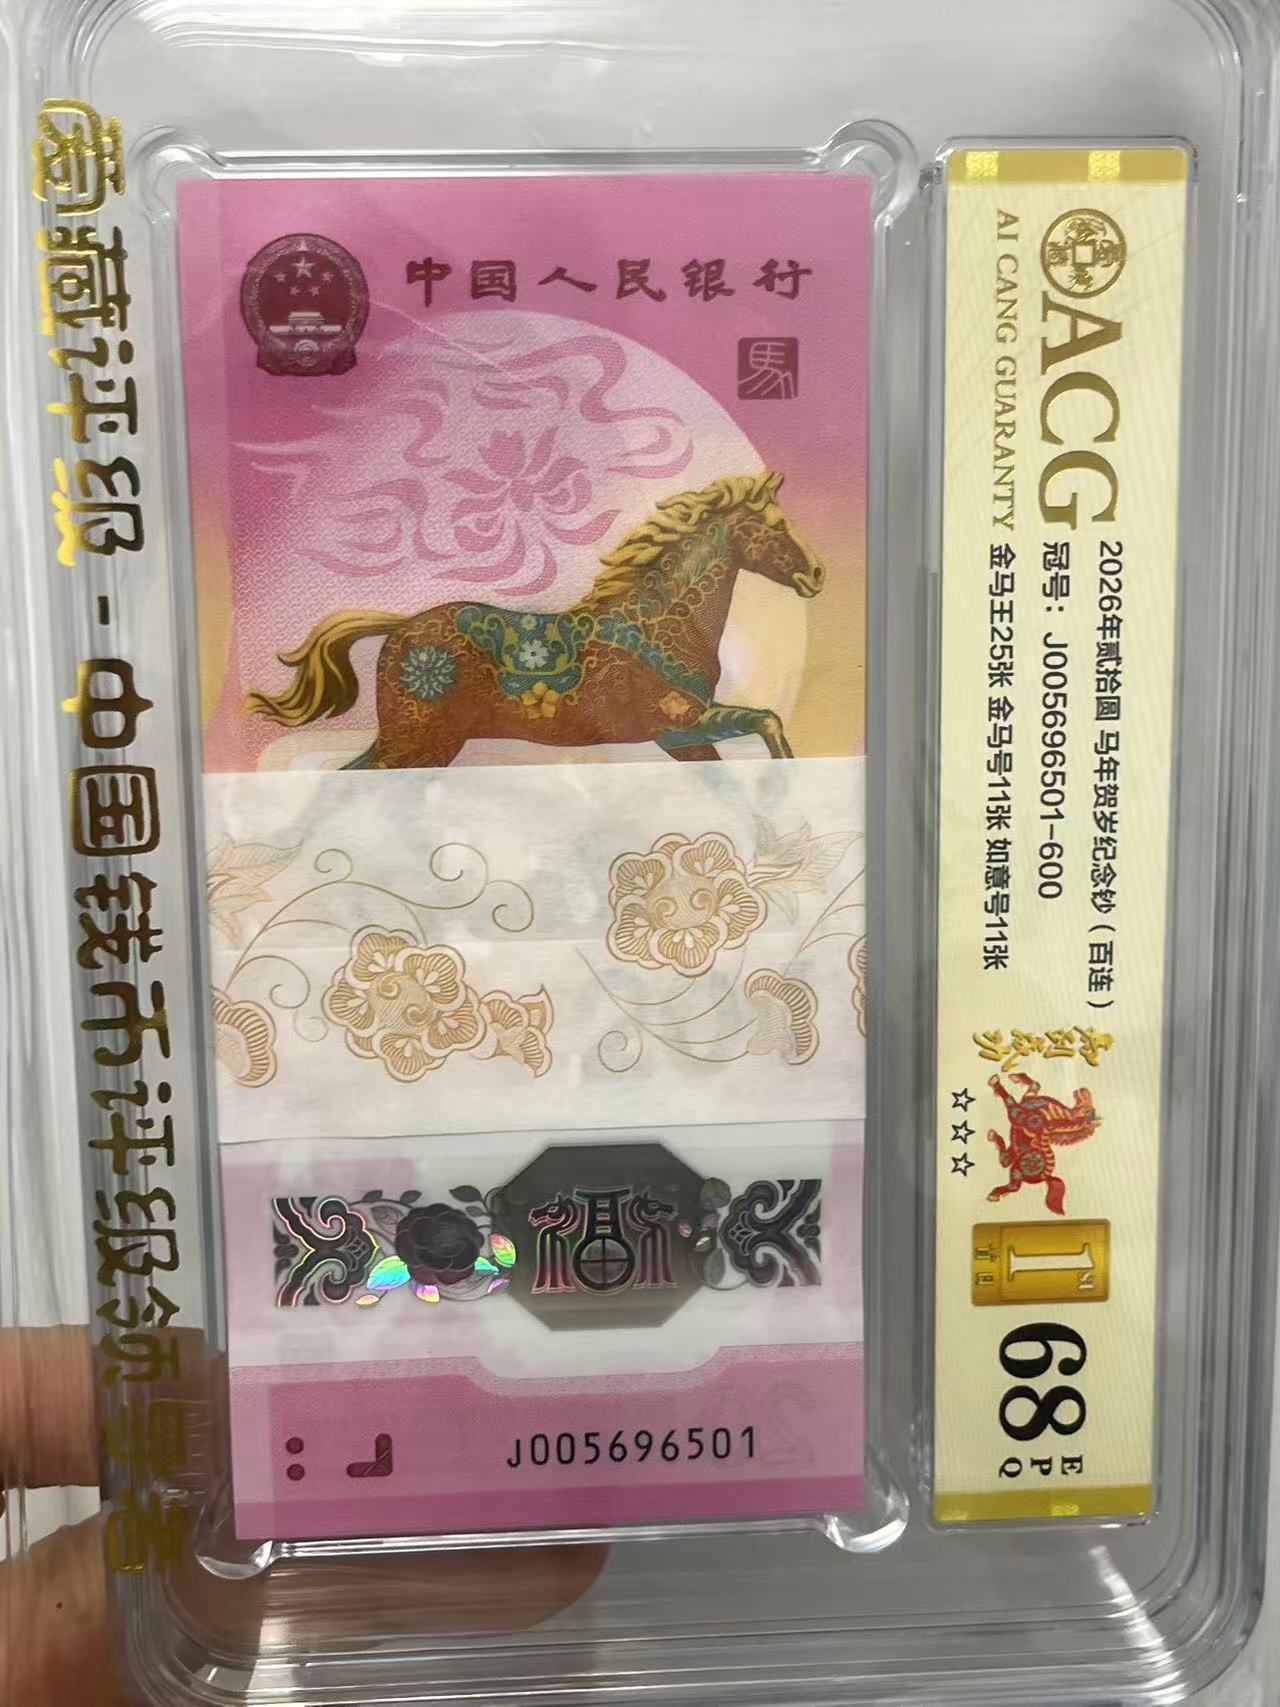 爱藏评级-中国钱币评级领导者
中国人民银行
馬
J005696501
ACG
AI CANG GUARANTY
2026年贰拾圆 马年贺岁纪念钞（百连）
冠号：J005696501-600
金马王25张 金马号11张 如意号11张
☆☆☆
1ST
首日
68
EPQ